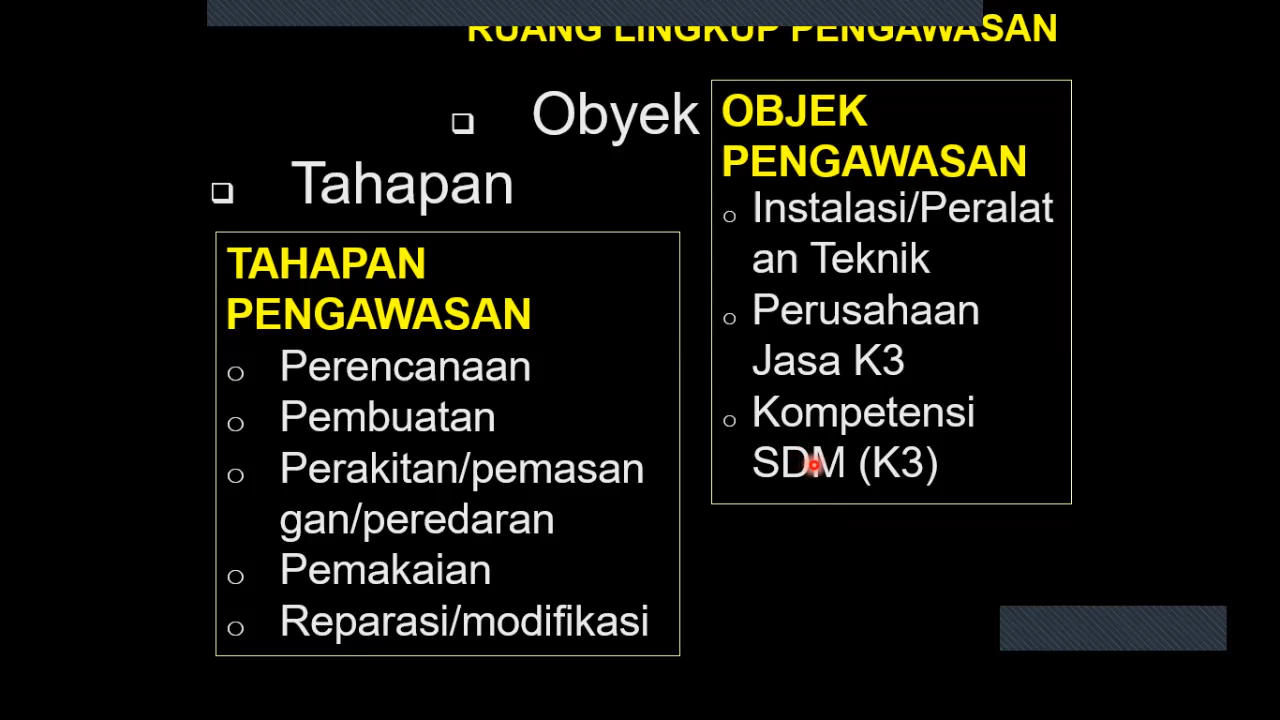 RUANG LINGKUP PENGAWASAN
Obyek
Tahapan
TAHAPAN
PENGAWASAN
Perencanaan
Pembuatan
Perakitan/pemasan
gan/peredaran
Pemakaian
Reparasi/modifikasi
OBJEK
PENGAWASAN
Instalasi/Peralat
an Teknik
Perusahaan
Jasa K3
Kompetensi
SDM (K3)